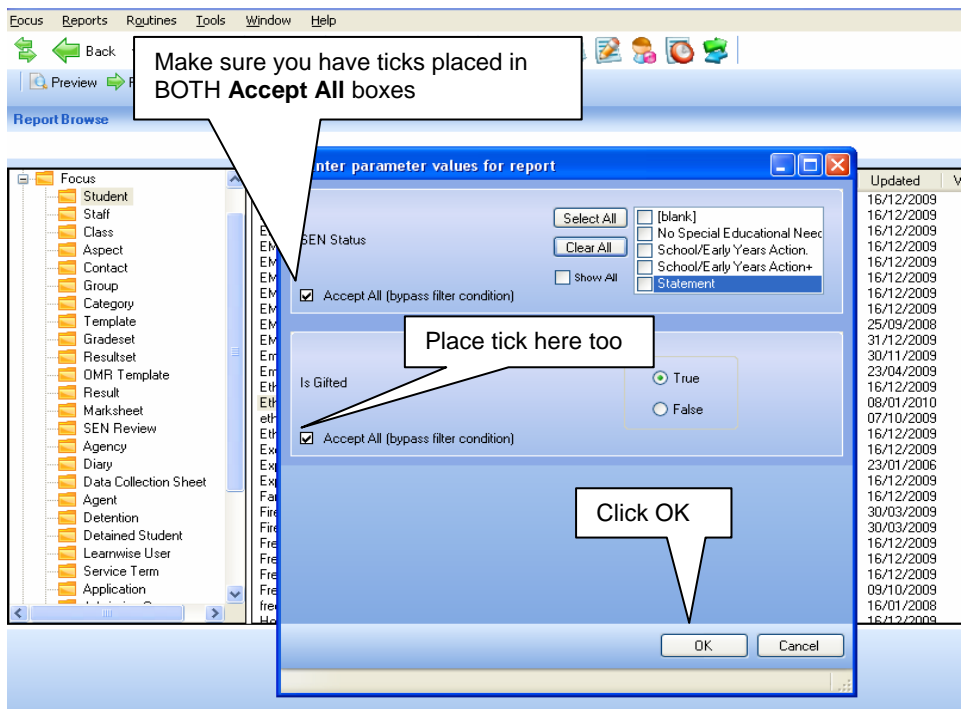 Focus Reports Routines Tools Window Help
Back
Make sure you have ticks placed in
BOTH Accept All boxes
Preview
Report Browse
Focus
Student
Staff
Class
Aspect
Contact
Group
Category
Template
Gradeset
Resultset
OMR Template
Result
Marksheet
SEN Review
Agency
Diary
Data Collection Sheet
Agent
Detention
Detained Student
Learnwise User
Service Term
Application
nter parameter values for report
SEN Status
Select All
Clear All
Show All
[blank]
No Special Educational Need
School/Early Years Action.
School/Early Years Action+
Statement
Accept All (bypass filter condition)
Place tick here too
Is Gifted
True
False
Accept All (bypass filter condition)
Click OK
OK Cancel
Updated
16/12/2009
16/12/2009
16/12/2009
16/12/2009
16/12/2009
16/12/2009
16/12/2009
16/12/2009
25/09/2008
31/12/2009
30/11/2009
23/04/2009
16/12/2009
08/01/2010
07/10/2009
16/12/2009
16/12/2009
23/01/2006
16/12/2009
16/12/2009
30/03/2009
30/03/2009
16/12/2009
16/12/2009
16/12/2009
09/10/2009
16/01/2008
16/12/2009